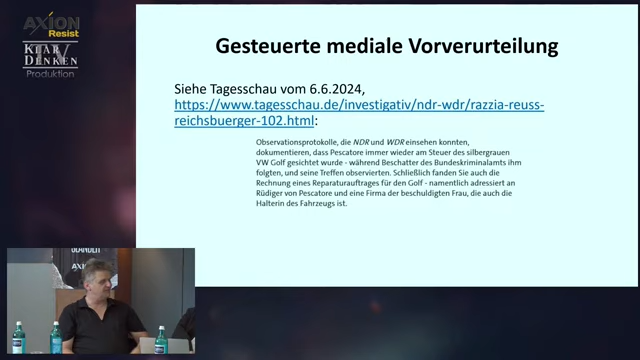 AXION
Resist
KLAR
DENKEN
TV
Produktion
Gesteuerte mediale Vorverurteilung
Siehe Tagesschau vom 6.6.2024,
https://www.tagesschau.de/investigativ/ndr-wdr/razzia-reuss-
reichsbuerger-102.html:
Observationsprotokolle, die NDR und WDR einsehen konnten,
dokumentieren, dass Pescatore immer wieder am Steuer des silbergrauen
VW Golf gesichtet wurde - während Beschatter des Bundeskriminalamts ihm
folgten, und seine Treffen observierten. Schließlich fanden Sie auch die
Rechnung eines Reparaturauftrages für den Golf - namentlich adressiert an
Rüdiger von Pescatore und eine Firma der beschuldigten Frau, die auch die
Halterin des Fahrzeugs ist.
AXION